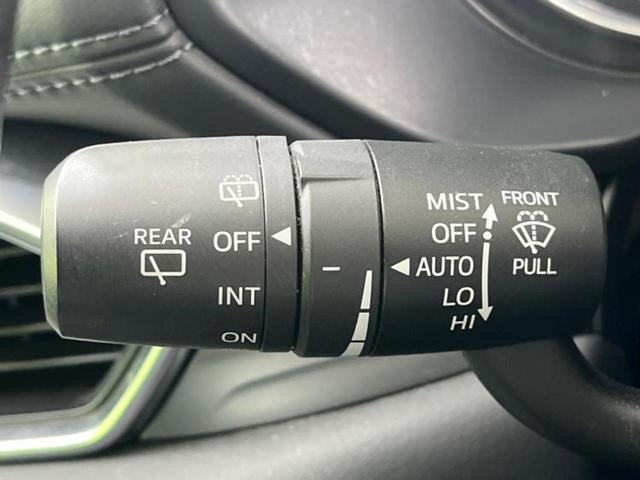 REAR
OFF
INT
ON
–
MIST
OFF
AUTO
LO
HI
FRONT
PULL